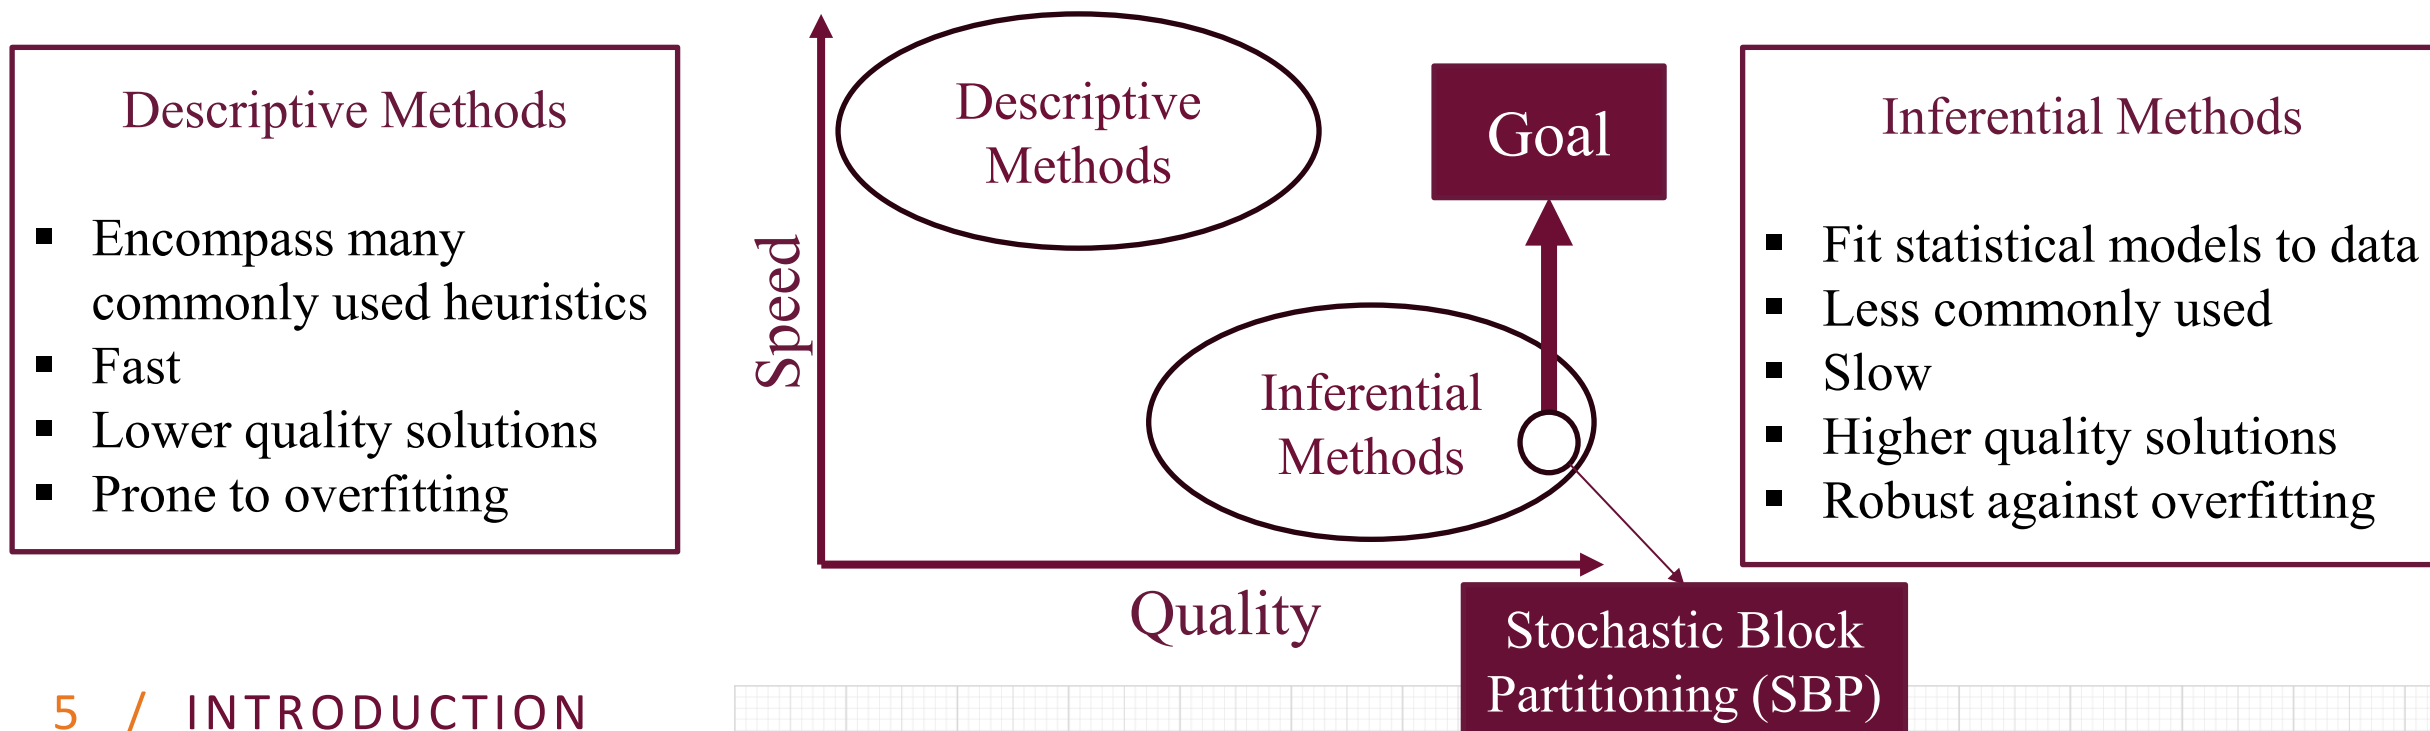 Descriptive Methods
▪ Encompass many
commonly used heuristics
▪ Fast
▪ Lower quality solutions
▪ Prone to overfitting
Speed
Descriptive
Methods
Goal
Inferential
Methods
Quality
Stochastic Block
Partitioning (SBP)
Inferential Methods
▪ Fit statistical models to data
▪ Less commonly used
▪ Slow
▪ Higher quality solutions
▪ Robust against overfitting
5 / INTRODUCTION